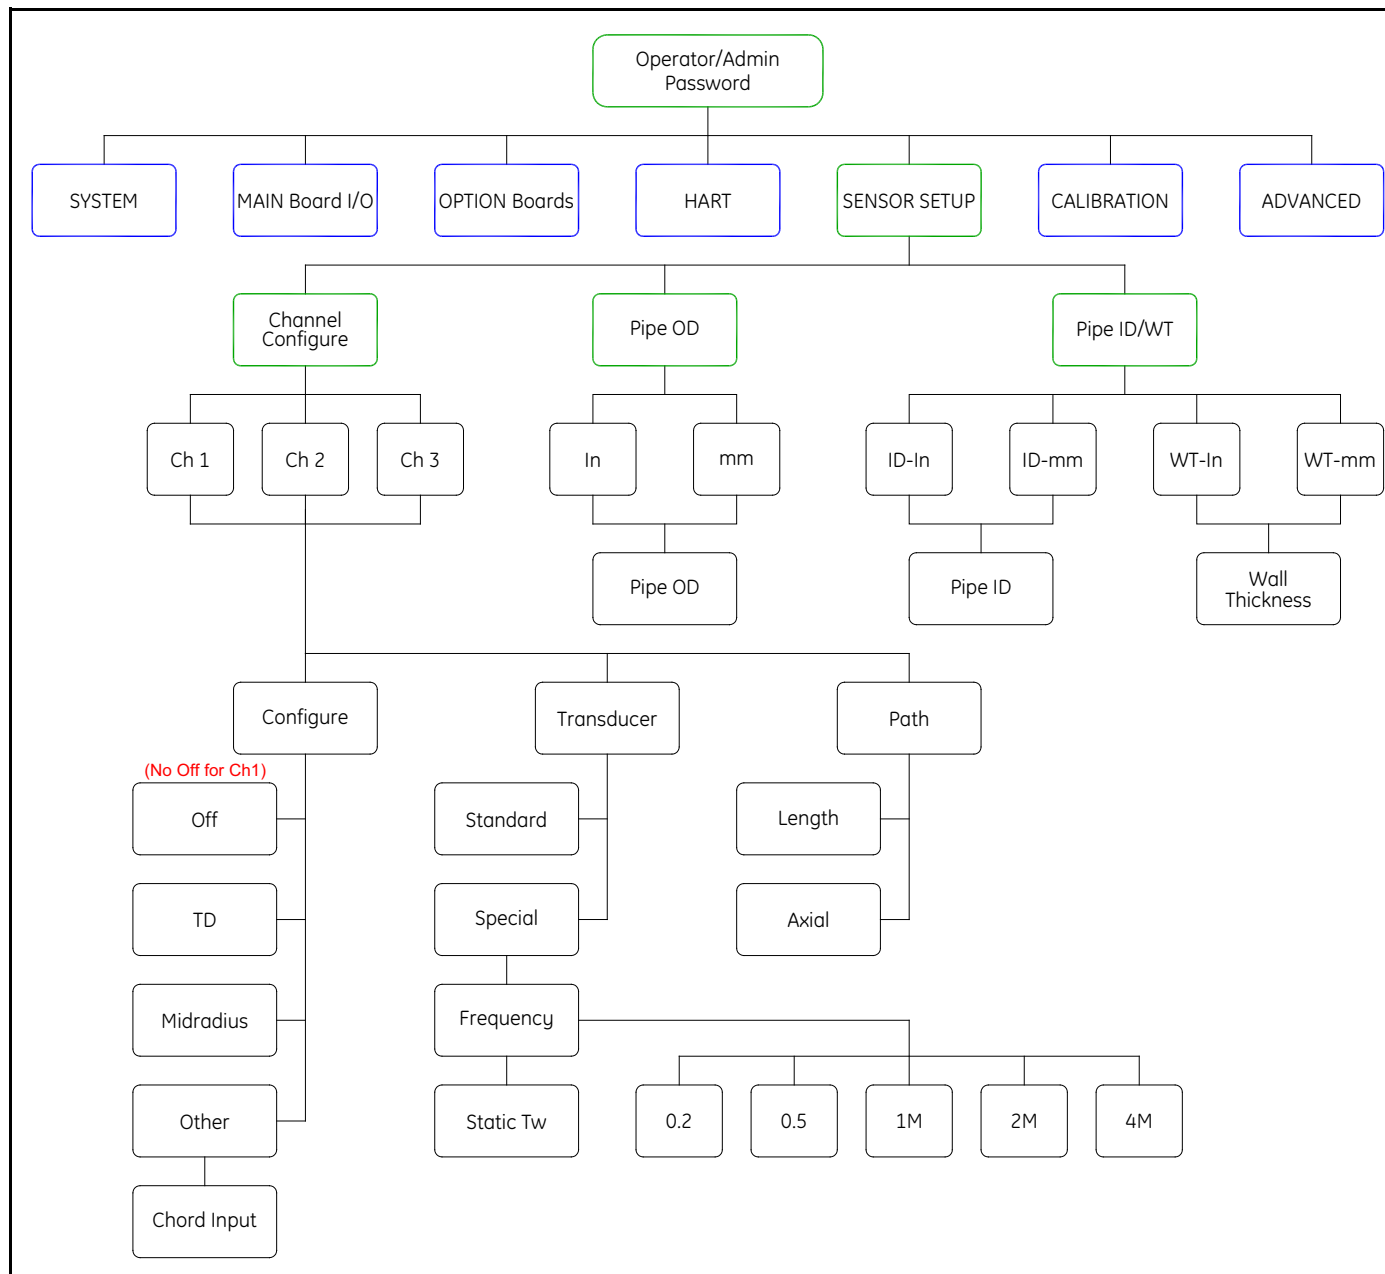 Operator/Admin
Password
SYSTEM
MAIN Board I/O
OPTION Boards
HART
SENSOR SETUP
CALIBRATION
ADVANCED
Channel
Configure
Pipe OD
Pipe ID/WT
Ch 1
Ch 2
Ch 3
In
mm
ID-In
ID-mm
WT-In
WT-mm
Pipe OD
Pipe ID
Wall
Thickness
Configure
Transducer
Path
(No Off for Ch1)
Off
Standard
Length
TD
Special
Axial
Midradius
Frequency
Other
Static Tw
0.2
0.5
1M
2M
4M
Chord Input